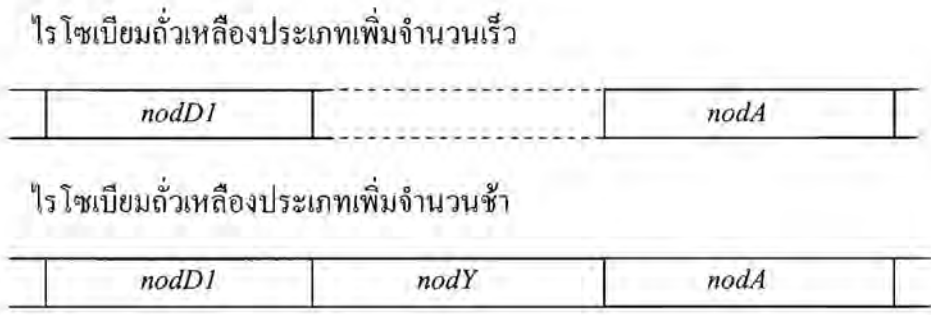 ไรโซเบียมถั่วเหลืองประเภทเพิ่มจำนวนเร็ว
nodD1 nodA
ไรโซเบียมถั่วเหลืองประเภทเพิ่มจำนวนช้า
nodD1 nodY nodA